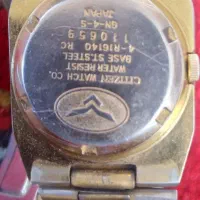 CITIZEN WATCH CO.
WATER RESIST
BASE ST.STEEL
4-R16140 RC
110659
GN-4-S
JAPAN